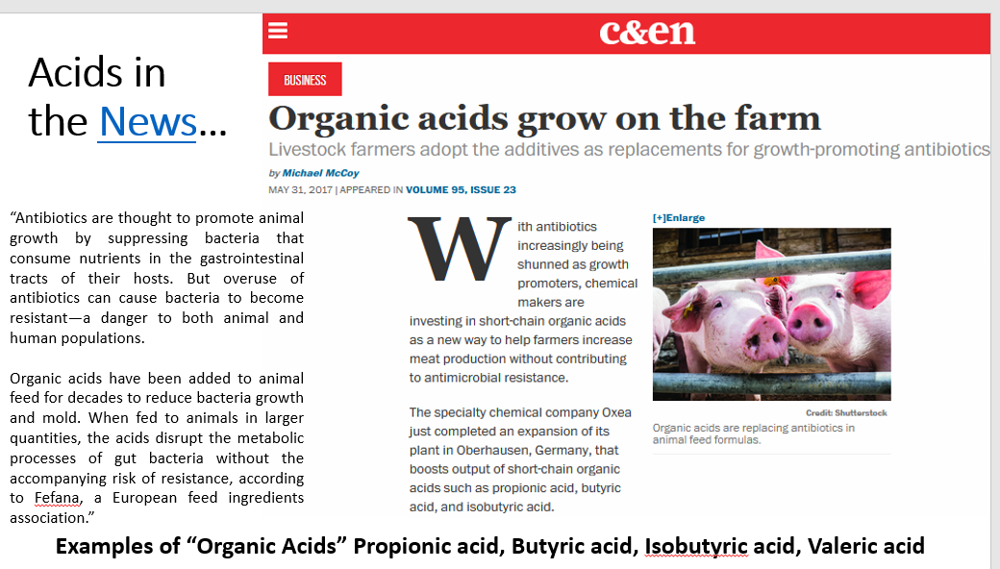 Acids in
the News...
c&en
BUSINESS
Organic acids grow on the farm
Livestock farmers adopt the additives as replacements for growth-promoting antibiotics
by Michael McCoy
MAY 31, 2017 | APPEARED IN VOLUME 95, ISSUE 23
“Antibiotics are thought to promote animal
growth by suppressing bacteria that
consume nutrients in the gastrointestinal
tracts of their hosts. But overuse of
antibiotics can cause bacteria to become
resistant—a danger to both animal and
human populations.
Organic acids have been added to animal
feed for decades to reduce bacteria growth
and mold. When fed to animals in larger
quantities, the acids disrupt the metabolic
processes of gut bacteria without the
accompanying risk of resistance, according
to Fefana, a European feed ingredients
association.”
With antibiotics
increasingly being
shunned as growth
promoters, chemical
makers are
investing in short-chain organic acids
as a new way to help farmers increase
meat production without contributing
to antimicrobial resistance.
The specialty chemical company Oxea
just completed an expansion of its
plant in Oberhausen, Germany, that
boosts output of short-chain organic
acids such as propionic acid, butyric
acid, and isobutyric acid.
[+]Enlarge
Credit: Shutterstock
Organic acids are replacing antibiotics in
animal feed formulas.
Examples of “Organic Acids” Propionic acid, Butyric acid, Isobutyric acid, Valeric acid